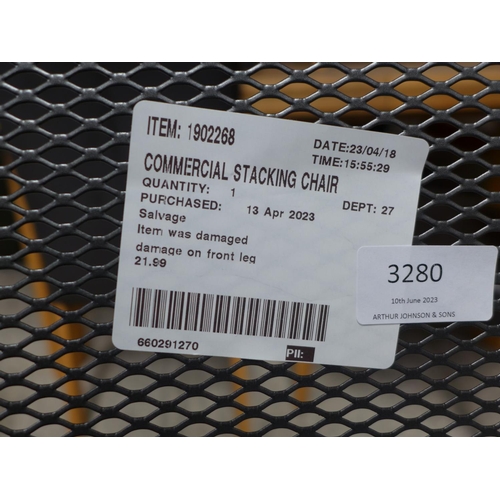 ITEM: 1902268
DATE:23/04/18
TIME:15:55:29
COMMERCIAL STACKING CHAIR
QUANTITY: 1
DEPT: 27
PURCHASED: 13 Apr 2023
Salvage
Item was damaged
damage on front leg
21.99
660291270
PII:
3280
10th June 2023
ARTHUR JOHNSON & SONS